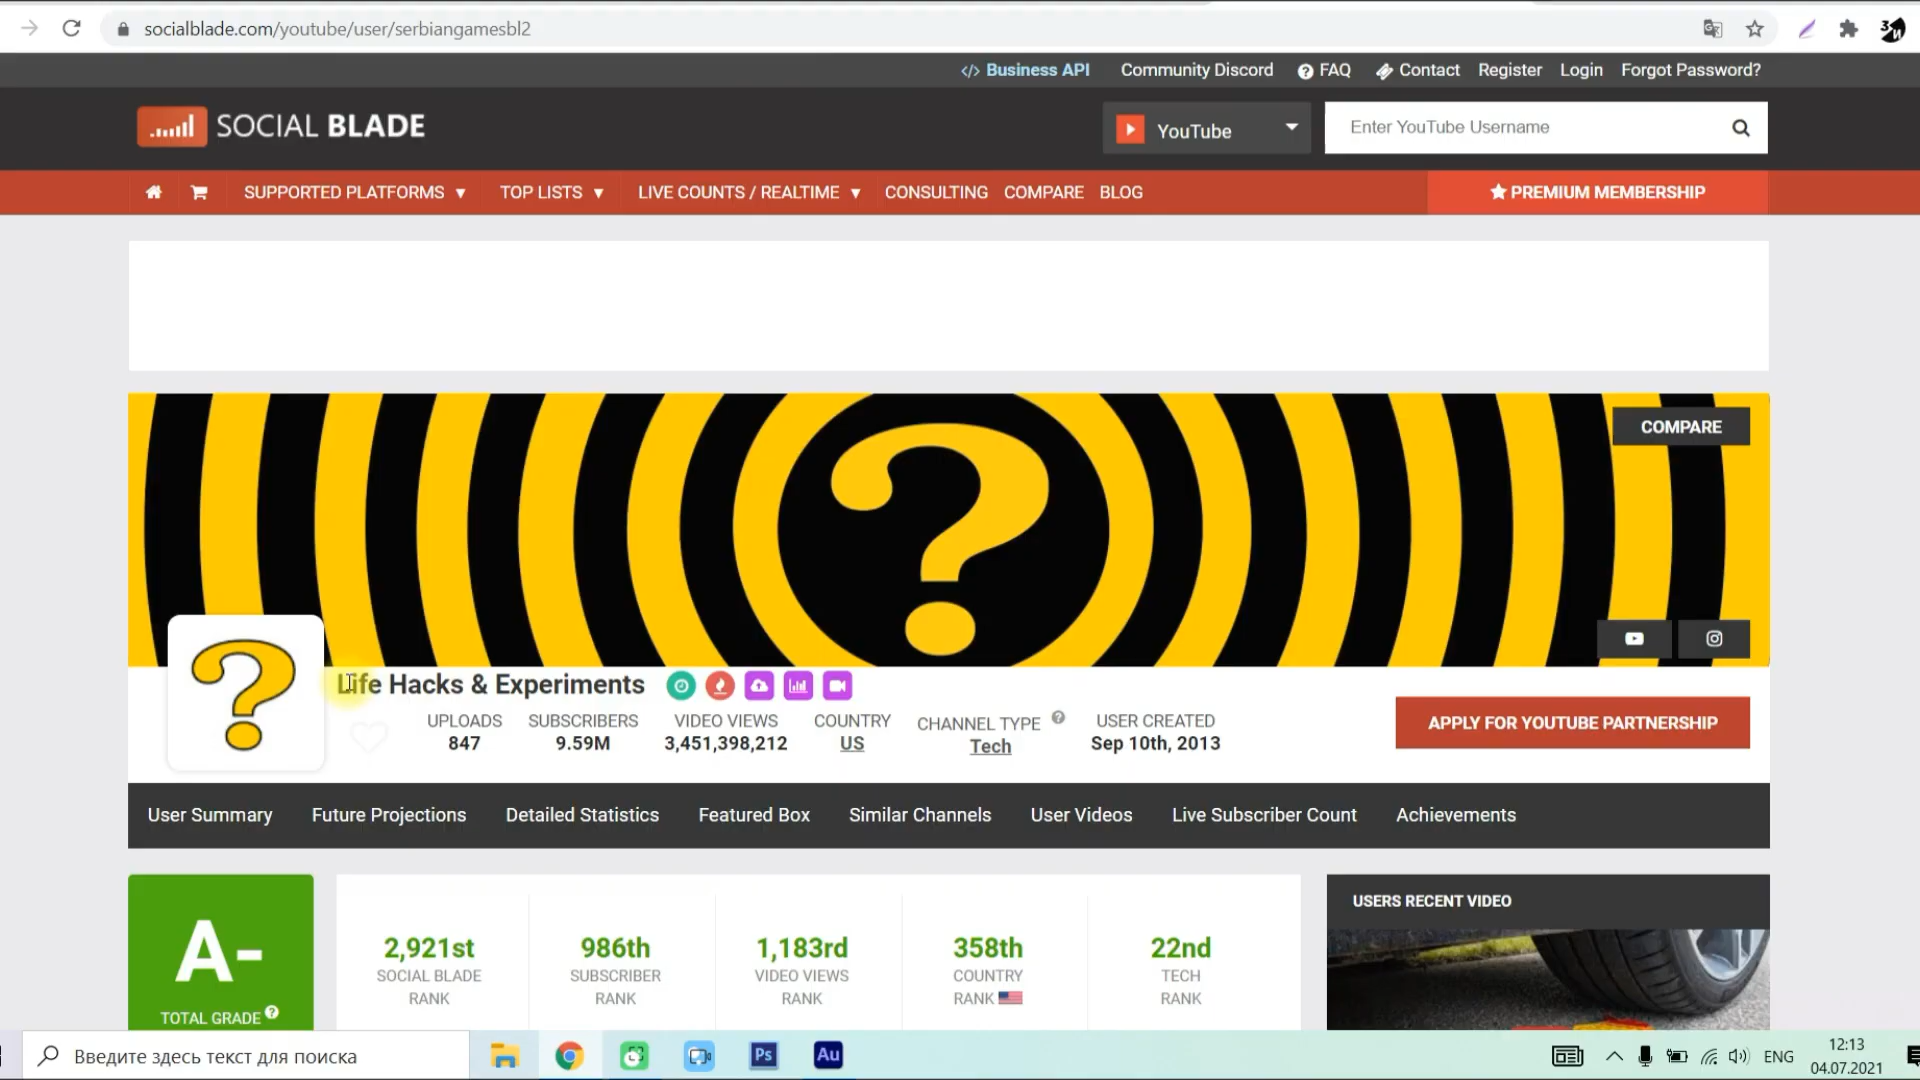 socialblade.com/youtube/user/serbiangamesbl2
</> Business API Community Discord FAQ Contact Register Login Forgot Password?
SOCIAL BLADE
YouTube
Enter YouTube Username
SUPPORTED PLATFORMS TOP LISTS LIVE COUNTS / REALTIME CONSULTING COMPARE BLOG
PREMIUM MEMBERSHIP
COMPARE
?
?
Life Hacks & Experiments
UPLOADS SUBSCRIBERS VIDEO VIEWS COUNTRY CHANNEL TYPE USER CREATED
847 9.59M 3,451,398,212 US Tech Sep 10th, 2013
APPLY FOR YOUTUBE PARTNERSHIP
User Summary Future Projections Detailed Statistics Featured Box Similar Channels User Videos Live Subscriber Count Achievements
A-
TOTAL GRADE
2,921st 986th 1,183rd 358th 22nd
SOCIAL BLADE SUBSCRIBER VIDEO VIEWS COUNTRY TECH
RANK RANK RANK RANK RANK
USERS RECENT VIDEO
Введите здесь текст для поиска
Ps
Au
ENG
12:13
04.07.2021